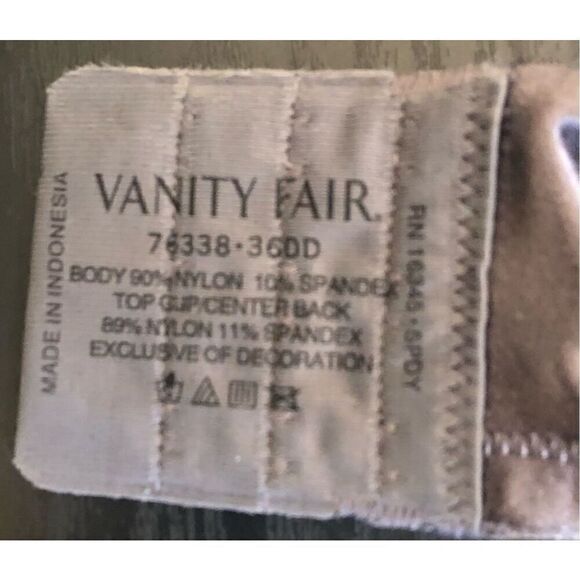 VANITY FAIR
76338-36DD
BODY 90% NYLON 10% SPANDEX
TOP CUP/CENTER BACK
89% NYLON 11% SPANDEX
EXCLUSIVE OF DECORATION
MADE IN INDONESIA
RN 16345 • SPDY